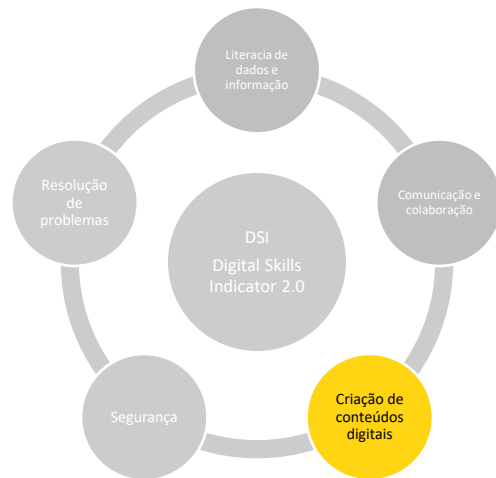 Literacia de
dados e
informação
Resolução
de
problemas
Comunicação e
colaboração
DSI
Digital Skills
Indicator 2.0
Segurança
Criação de
conteúdos
digitais